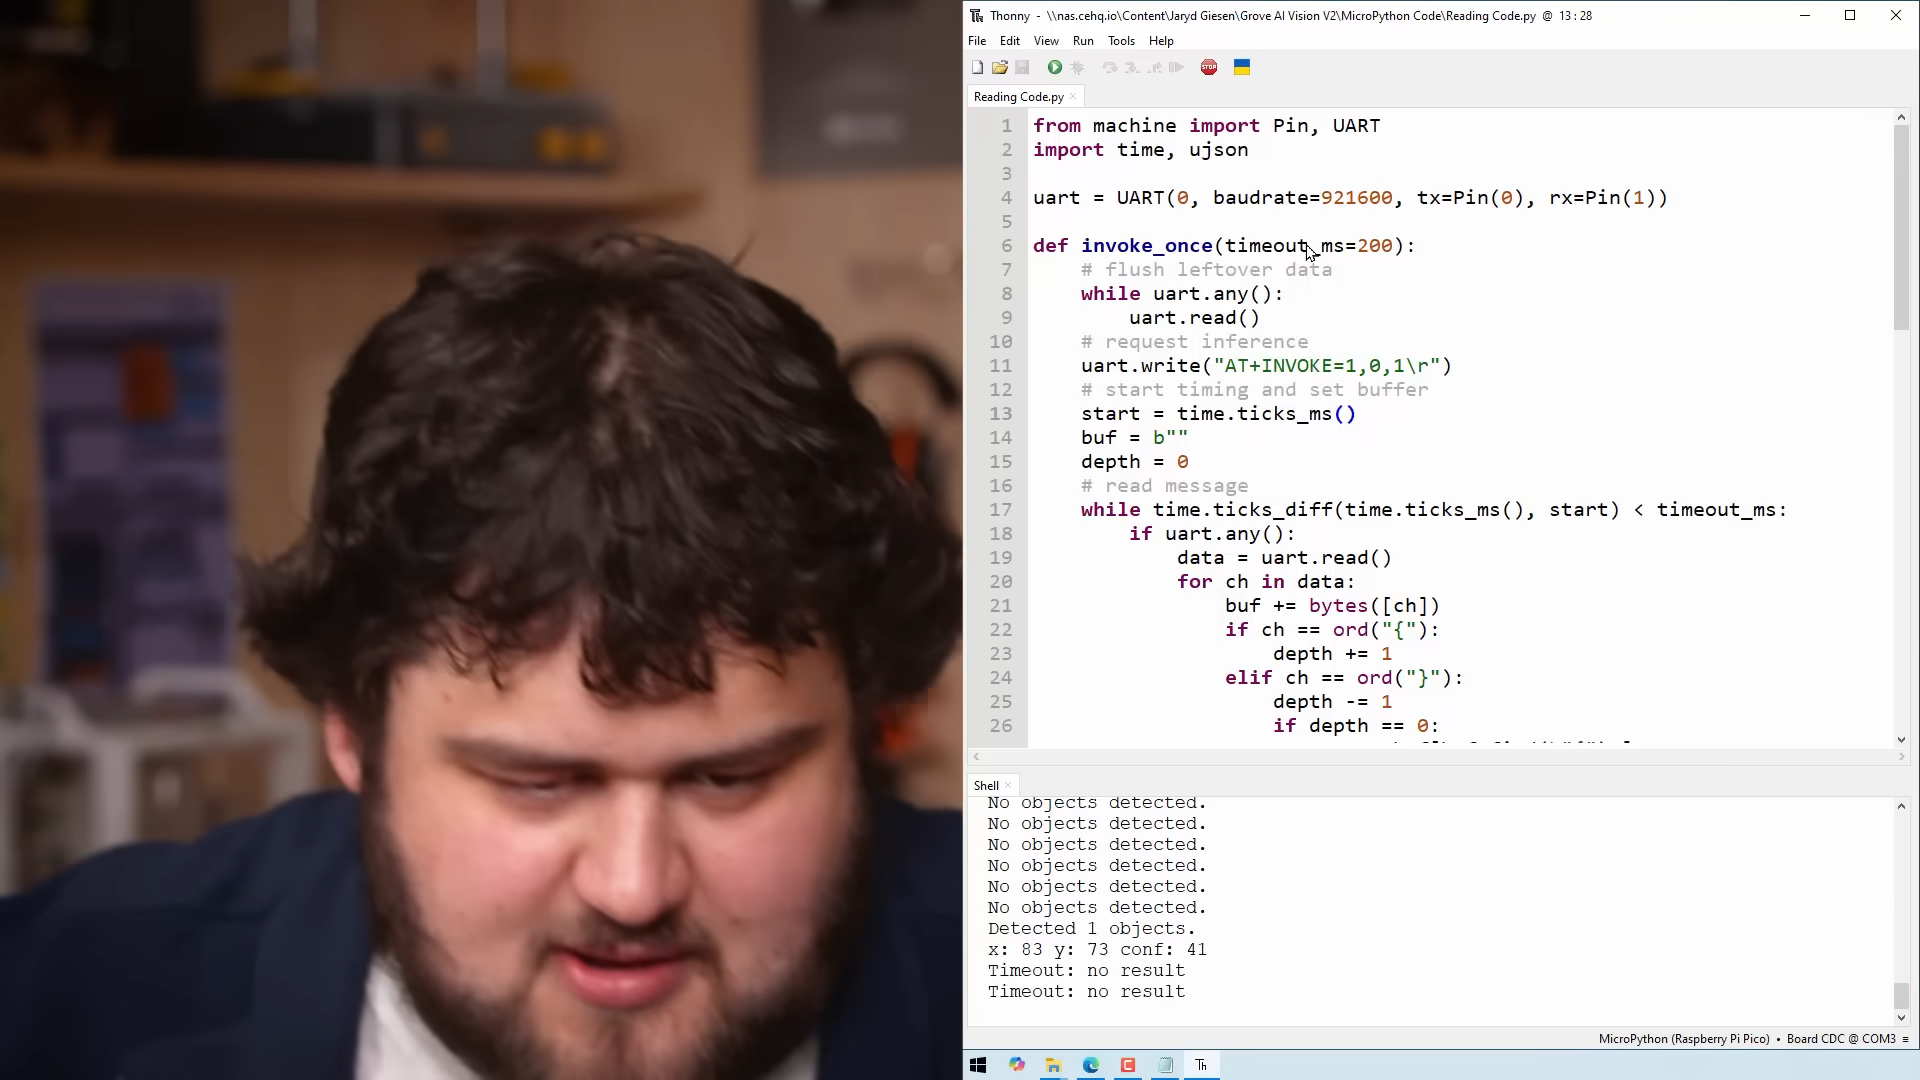 Thonny - \\nas.cehq.io\Content\Jaryd Giesen\Grove AI Vision V2\MicroPython Code\Reading Code.py @ 13 : 28
File Edit View Run Tools Help
STOP
Reading Code.py ×
1 from machine import Pin, UART
2 import time, ujson
3
4 uart = UART(0, baudrate=921600, tx=Pin(0), rx=Pin(1))
5
6 def invoke_once(timeout_ms=200):
7 # flush leftover data
8 while uart.any():
9 uart.read()
10 # request inference
11 uart.write("AT+INVOKE=1,0,1\r")
12 # start timing and set buffer
13 start = time.ticks_ms()
14 buf = b""
15 depth = 0
16 # read message
17 while time.ticks_diff(time.ticks_ms(), start) < timeout_ms:
18 if uart.any():
19 data = uart.read()
20 for ch in data:
21 buf += bytes([ch])
22 if ch == ord("{"):
23 depth += 1
24 elif ch == ord("}"):
25 depth -= 1
26 if depth == 0:
Shell ×
No objects detected.
No objects detected.
No objects detected.
No objects detected.
No objects detected.
No objects detected.
Detected 1 objects.
x: 83 y: 73 conf: 41
Timeout: no result
Timeout: no result
MicroPython (Raspberry Pi Pico) • Board CDC @ COM3 ≡
Th